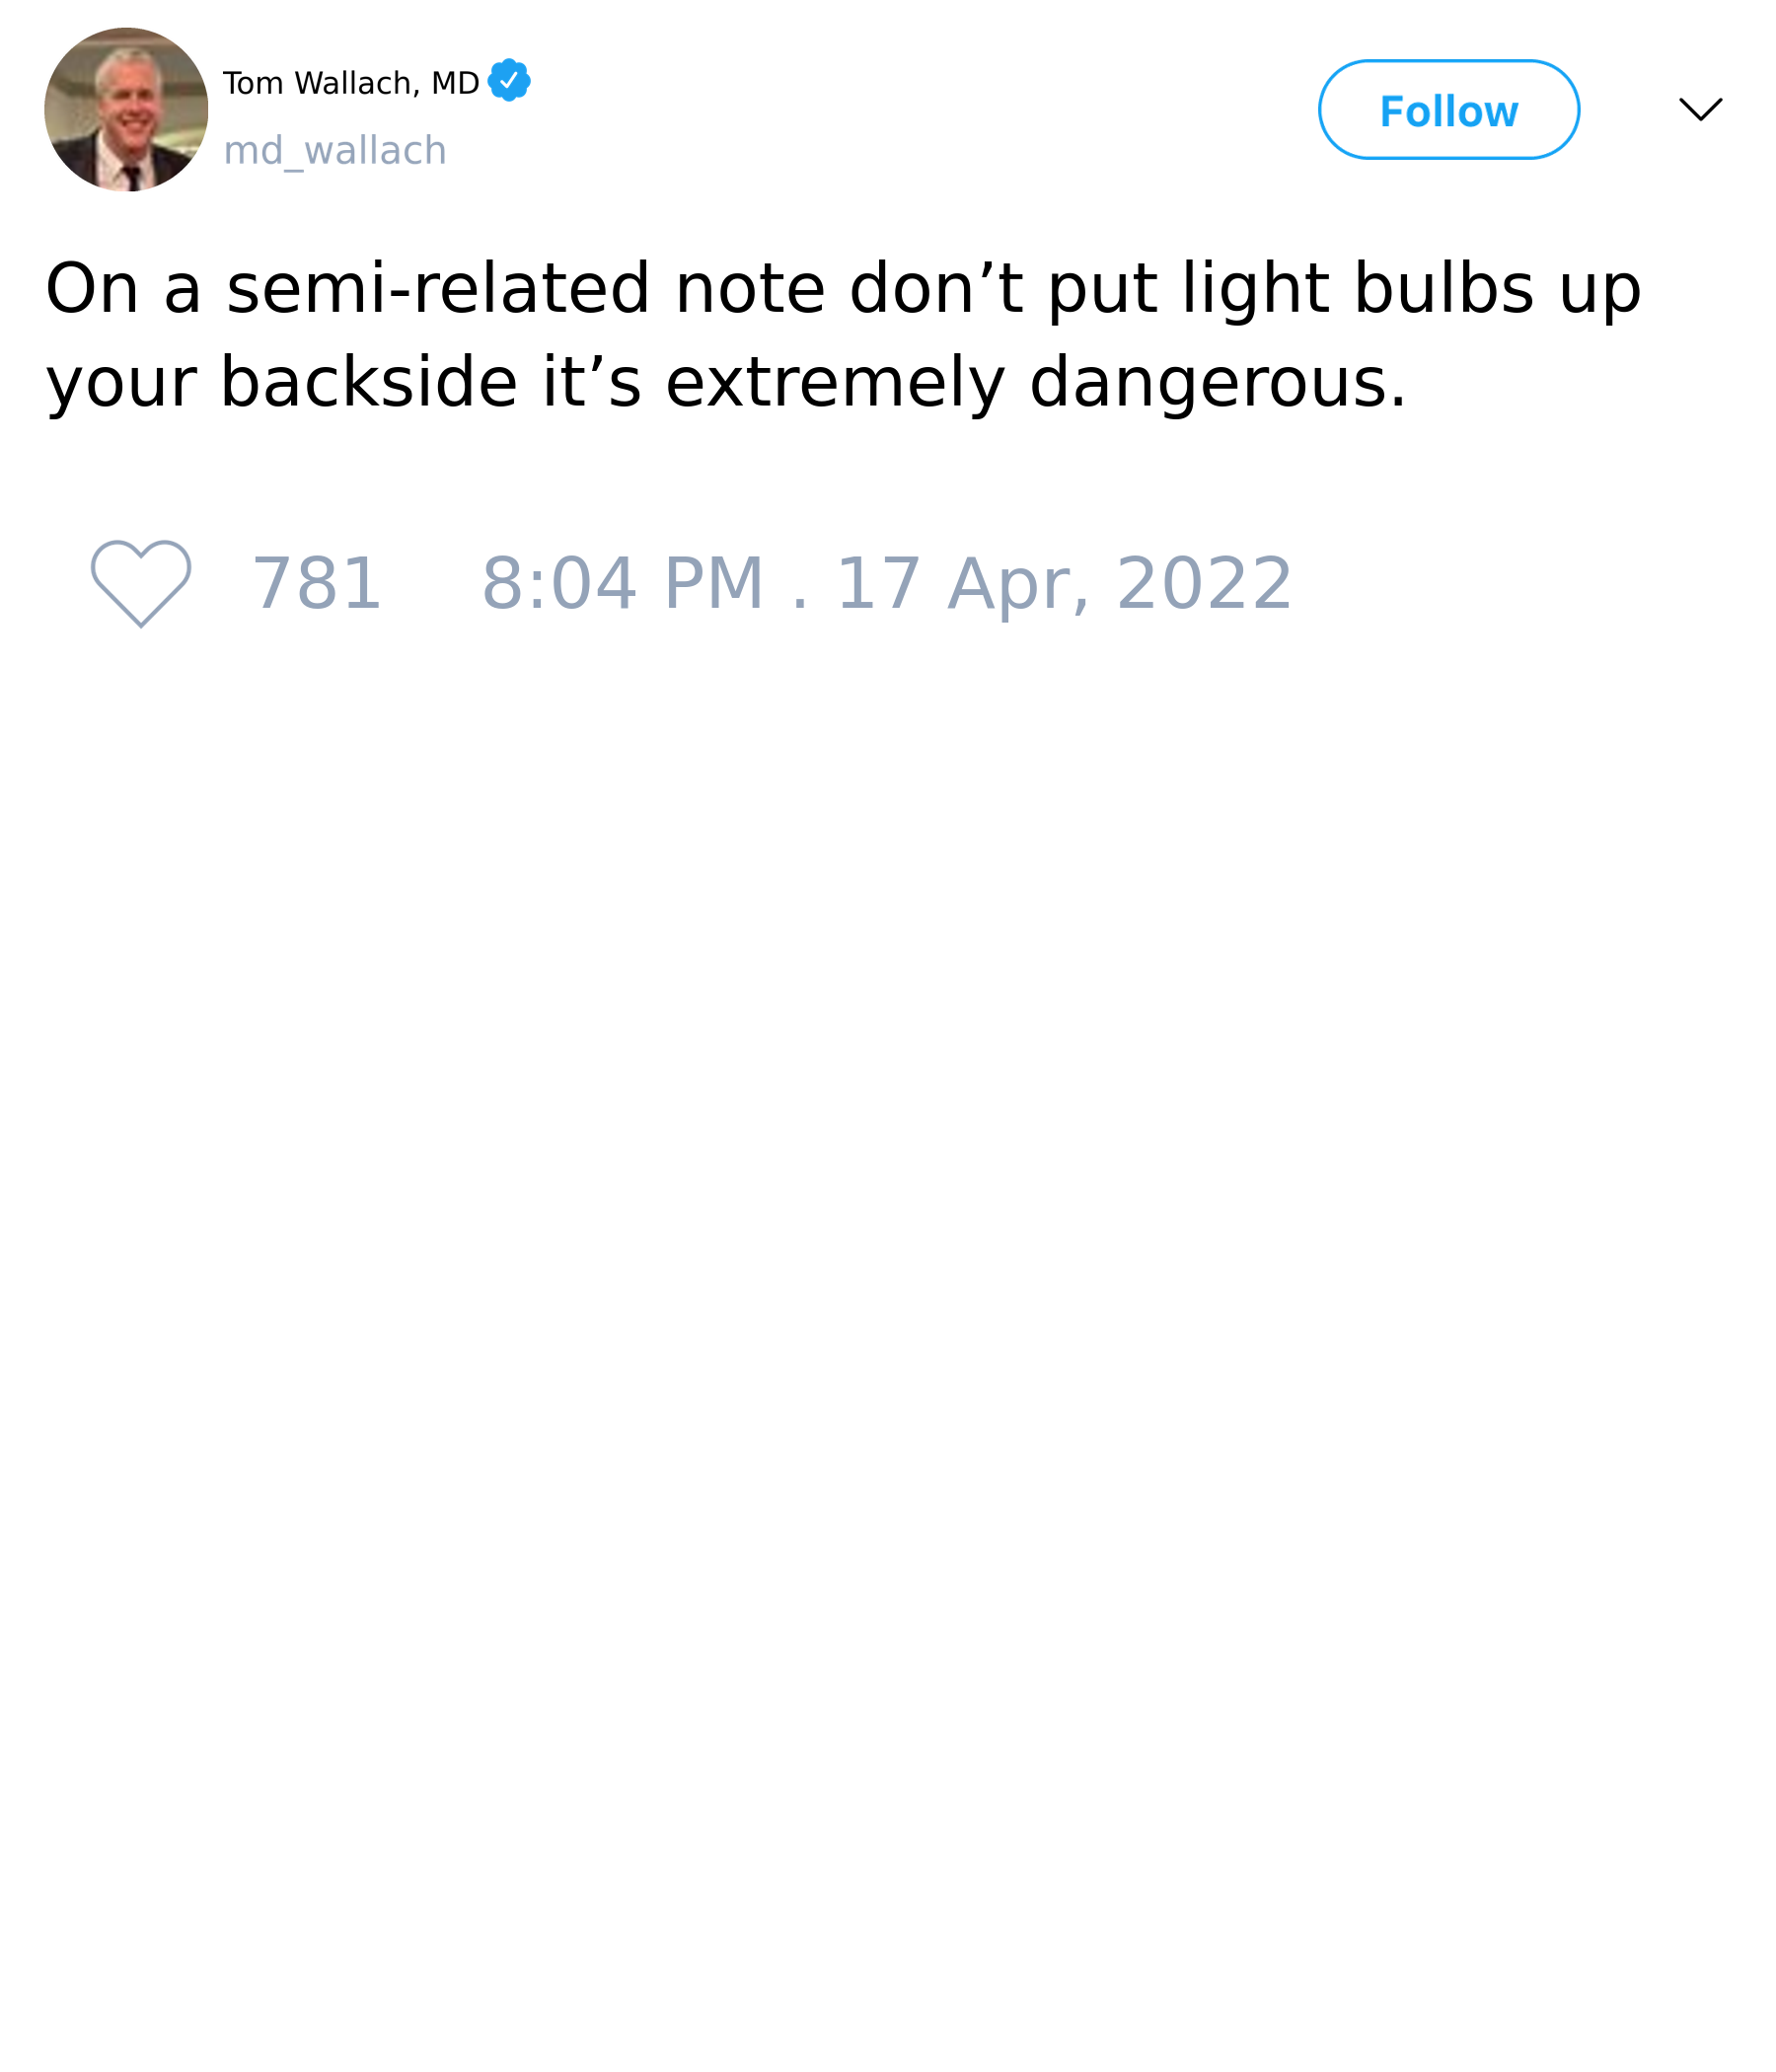 Tom Wallach, MD
md_wallach
Follow
On a semi-related note don’t put light bulbs up
your backside it’s extremely dangerous.
781 8:04 PM . 17 Apr, 2022